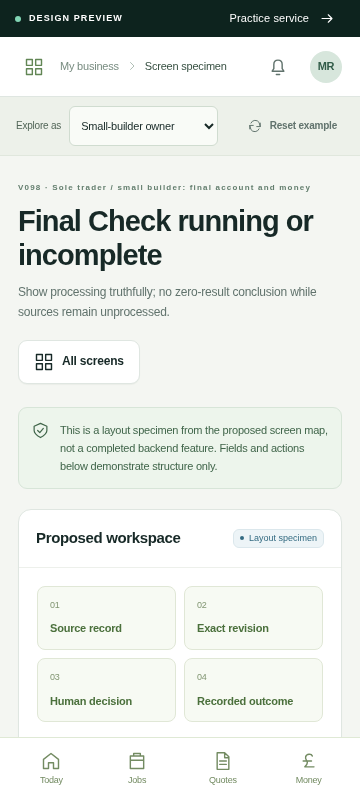 DESIGN PREVIEW
Practice service
My business
Screen specimen
MR
Explore as
Small-builder owner
Reset example
V098 · Sole trader / small builder: final account and money
Final Check running or
incomplete
Show processing truthfully; no zero-result conclusion while
sources remain unprocessed.
All screens
This is a layout specimen from the proposed screen map,
not a completed backend feature. Fields and actions
below demonstrate structure only.
Proposed workspace
Layout specimen
01
02
Source record
Exact revision
03
04
Human decision
Recorded outcome
Today
Jobs
Quotes
Money